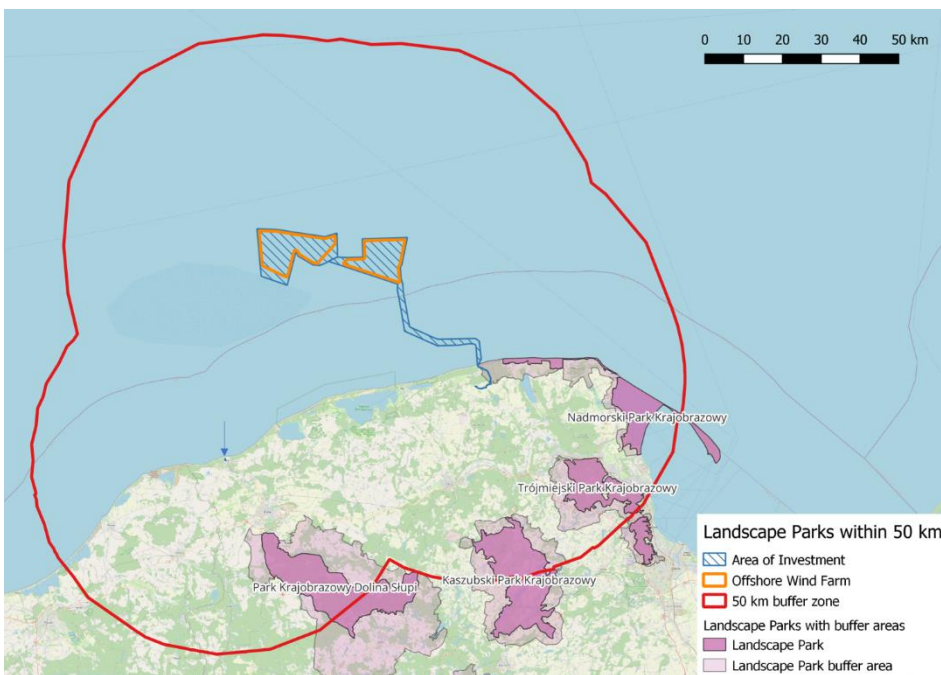 0 10 20 30 40 50 km
Nadmorski Park Krajobrazowy
Trójmiejski Park Krajobrazowy
Kaszubski Park Krajobrazowy
Park Krajobrazowy Dolina Słupi
Landscape Parks within 50 km
Area of Investment
Offshore Wind Farm
50 km buffer zone
Landscape Parks with buffer areas
Landscape Park
Landscape Park buffer area